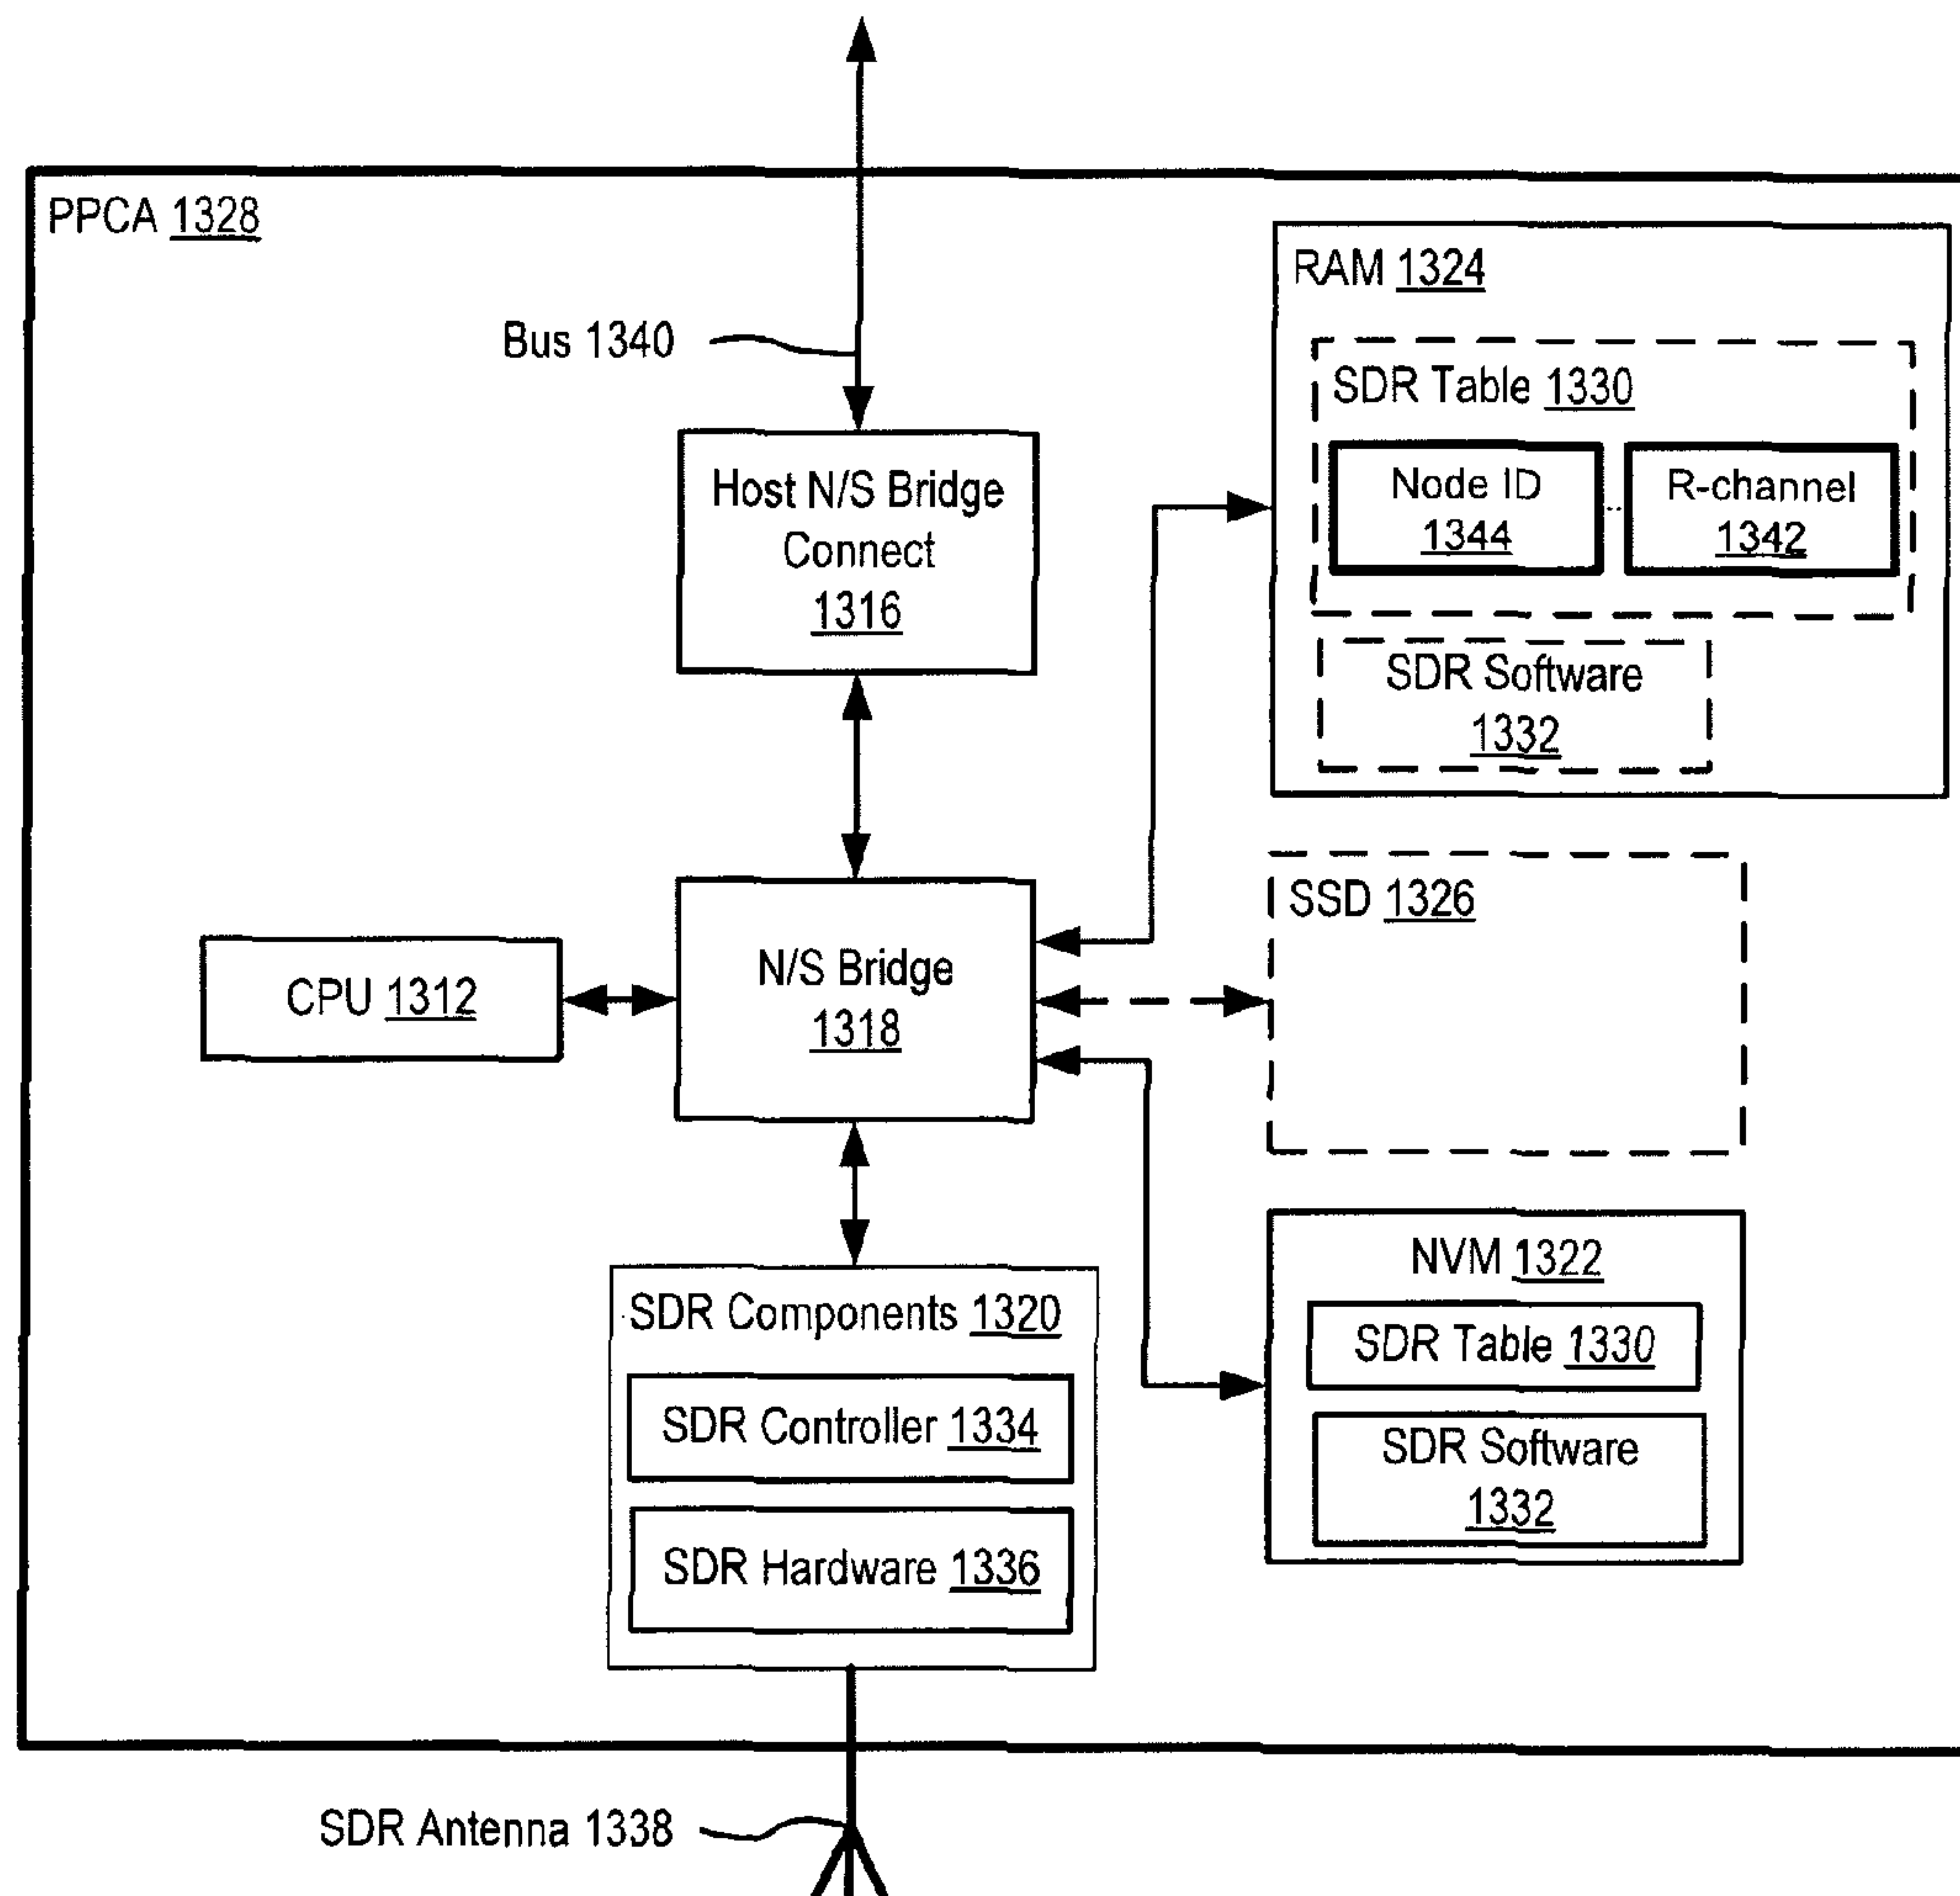 PPCA 1328
RAM 1324
Bus 1340
SDR Table 1330
Host N/S Bridge
Connect
1316
Node ID
1344
R-channel
1342
SDR Software
1332
SSD 1326
CPU 1312
N/S Bridge
1318
NVM 1322
SDR Table 1330
SDR Software
1332
SDR Components 1320
SDR Controller 1334
SDR Hardware 1336
SDR Antenna 1338